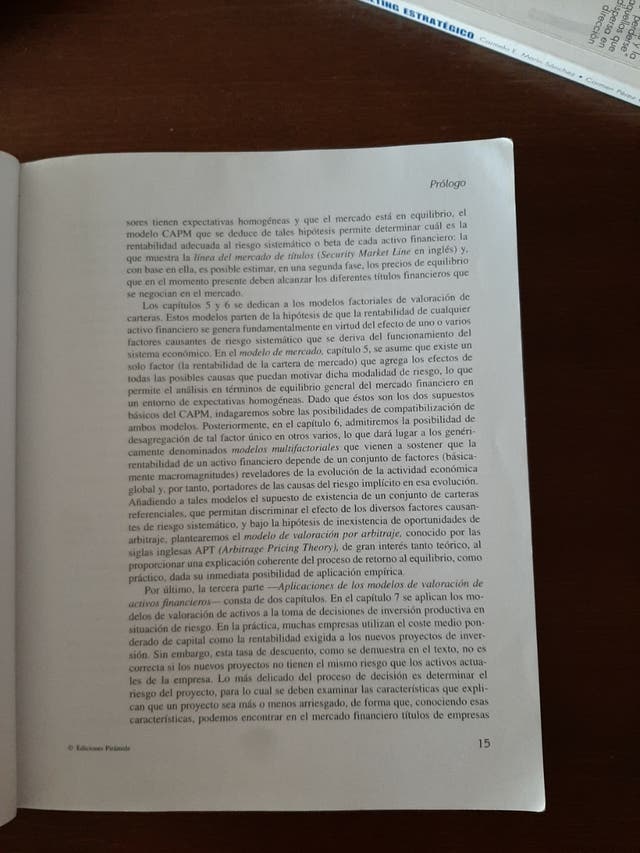 aquellos que
dispersa en
dirección
KETING ESTRATÉGICO
Prólogo
sores tienen expectativas homogéneas y que el mercado está en equilibrio, el
modelo CAPM que se deduce de tales hipótesis permite determinar cuál es la
rentabilidad adecuada al riesgo sistemático o beta de cada activo financiero: la
que muestra la línea del mercado de títulos (Security Market Line en inglés) y,
con base en ella, es posible estimar, en una segunda fase, los precios de equilibrio
que en el momento presente deben alcanzar los diferentes títulos financieros que
se negocian en el mercado.
Los capítulos 5 y 6 se dedican a los modelos factoriales de valoración de
carteras. Estos modelos parten de la hipótesis de que la rentabilidad de cualquier
activo financiero se genera fundamentalmente en virtud del efecto de uno o varios
factores causantes de riesgo sistemático que se deriva del funcionamiento del
sistema económico. En el modelo de mercado, capítulo 5, se asume que existe un
solo factor (la rentabilidad de la cartera de mercado) que agrega los efectos de
todas las posibles causas que puedan motivar dicha modalidad de riesgo, lo que
permite el análisis en términos de equilibrio general del mercado financiero en
un entorno de expectativas homogéneas. Dado que éstos son los dos supuestos
básicos del CAPM, indagaremos sobre las posibilidades de compatibilización de
ambos modelos. Posteriormente, en el capítulo 6, admitiremos la posibilidad de
desagregación de tal factor único en otros varios, lo que dará lugar a los genéri-
camente denominados modelos multifactoriales que vienen a sostener que la
rentabilidad de un activo financiero depende de un conjunto de factores (básica-
mente macromagnitudes) reveladores de la evolución de la actividad económica
global y, por tanto, portadores de las causas del riesgo implícito en esa evolución.
Añadiendo a tales modelos el supuesto de existencia de un conjunto de carteras
referenciales, que permitan discriminar el efecto de los diversos factores causan-
tes de riesgo sistemático, y bajo la hipótesis de inexistencia de oportunidades de
arbitraje, plantearemos el modelo de valoración por arbitraje, conocido por las
siglas inglesas APT (Arbitrage Pricing Theory), de gran interés tanto teórico, al
proporcionar una explicación coherente del proceso de retorno al equilibrio, como
práctico, dada su inmediata posibilidad de aplicación empírica.
Por último, la tercera parte —Aplicaciones de los modelos de valoración de
activos financieros— consta de dos capítulos. En el capítulo 7 se aplican los mo-
delos de valoración de activos a la toma de decisiones de inversión productiva en
situación de riesgo. En la práctica, muchas empresas utilizan el coste medio pon-
derado de capital como la rentabilidad exigida a los nuevos proyectos de inver-
sión. Sin embargo, esta tasa de descuento, como se demuestra en el texto, no es
correcta si los nuevos proyectos no tienen el mismo riesgo que los activos actua-
les de la empresa. Lo más delicado del proceso de decisión es determinar el
riesgo del proyecto, para lo cual se deben examinar las características que expli-
can que un proyecto sea más o menos arriesgado, de forma que, conociendo esas
características, podemos encontrar en el mercado financiero títulos de empresas
© Ediciones Pirámide
15